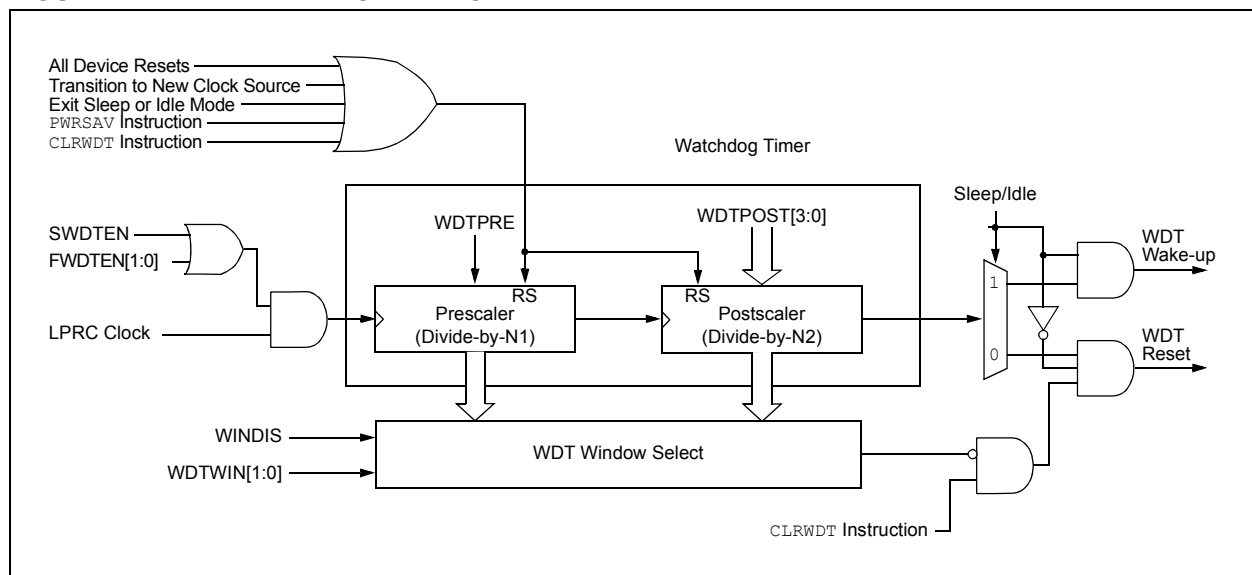 All Device Resets
Transition to New Clock Source
Exit Sleep or Idle Mode
PWRSAV Instruction
CLRWDT Instruction
Watchdog Timer
Sleep/Idle
WDTPRE
WDTPOST[3:0]
SWDTEN
FWDTEN[1:0]
WDT
Wake-up
RS
RS
1
Prescaler
(Divide-by-N1)
Postscaler
(Divide-by-N2)
LPRC Clock
0
WDT
Reset
WINDIS
WDT Window Select
WDTWIN[1:0]
CLRWDT Instruction